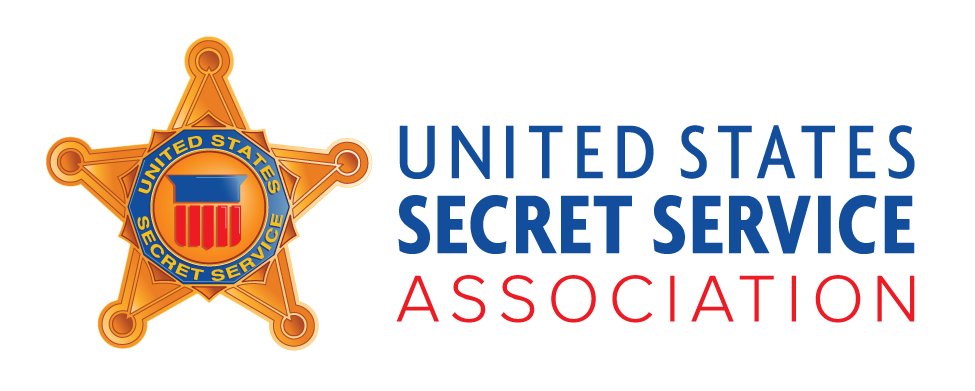 UNITED STATES
SECRET SERVICE
UNITED STATES
SECRET SERVICE
ASSOCIATION